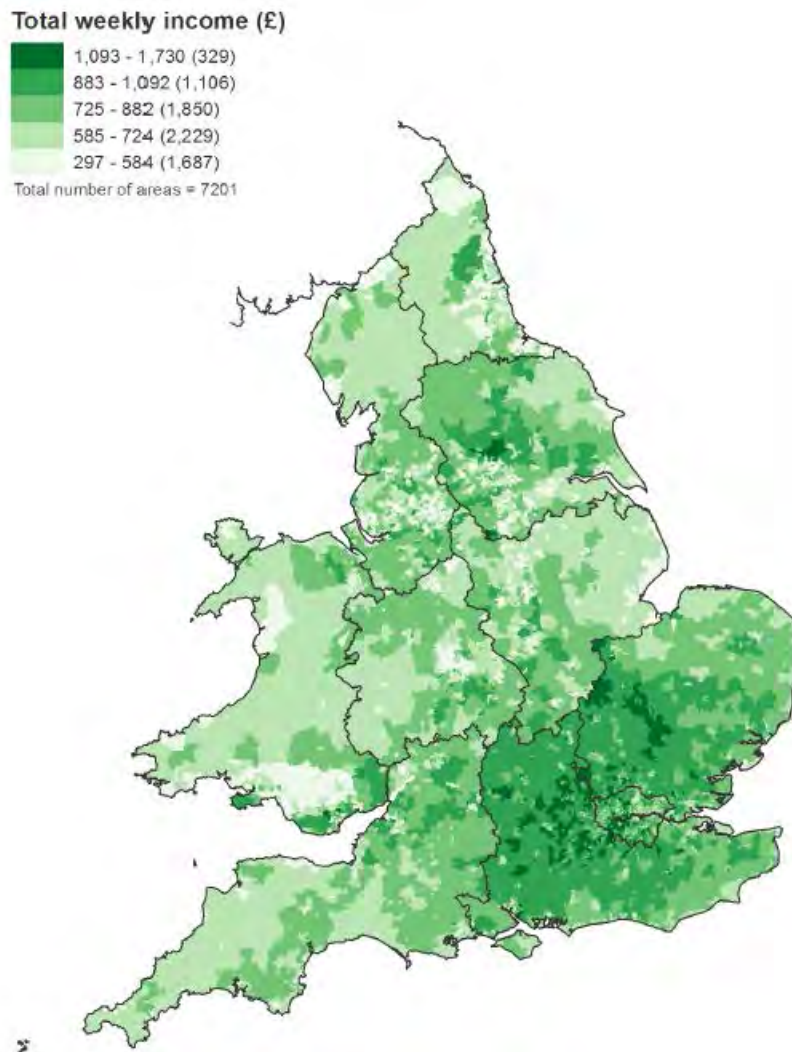 Total weekly income (£)
1,093 - 1,730 (329)
883 - 1,092 (1,106)
725 - 882 (1,850)
585 - 724 (2,229)
297 - 584 (1,687)
Total number of areas = 7201